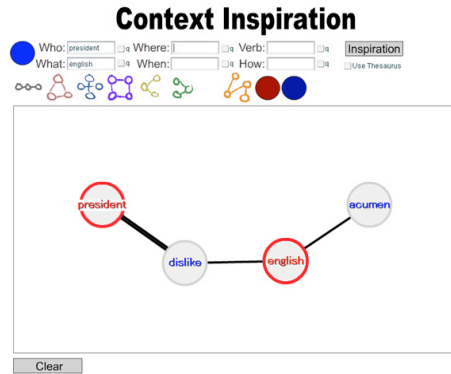 Context Inspiration
Who: president q Where: q Verb: q Inspiration
What: english q When: q How: q Use Thesaurus
president
acumen
dislike
english
Clear